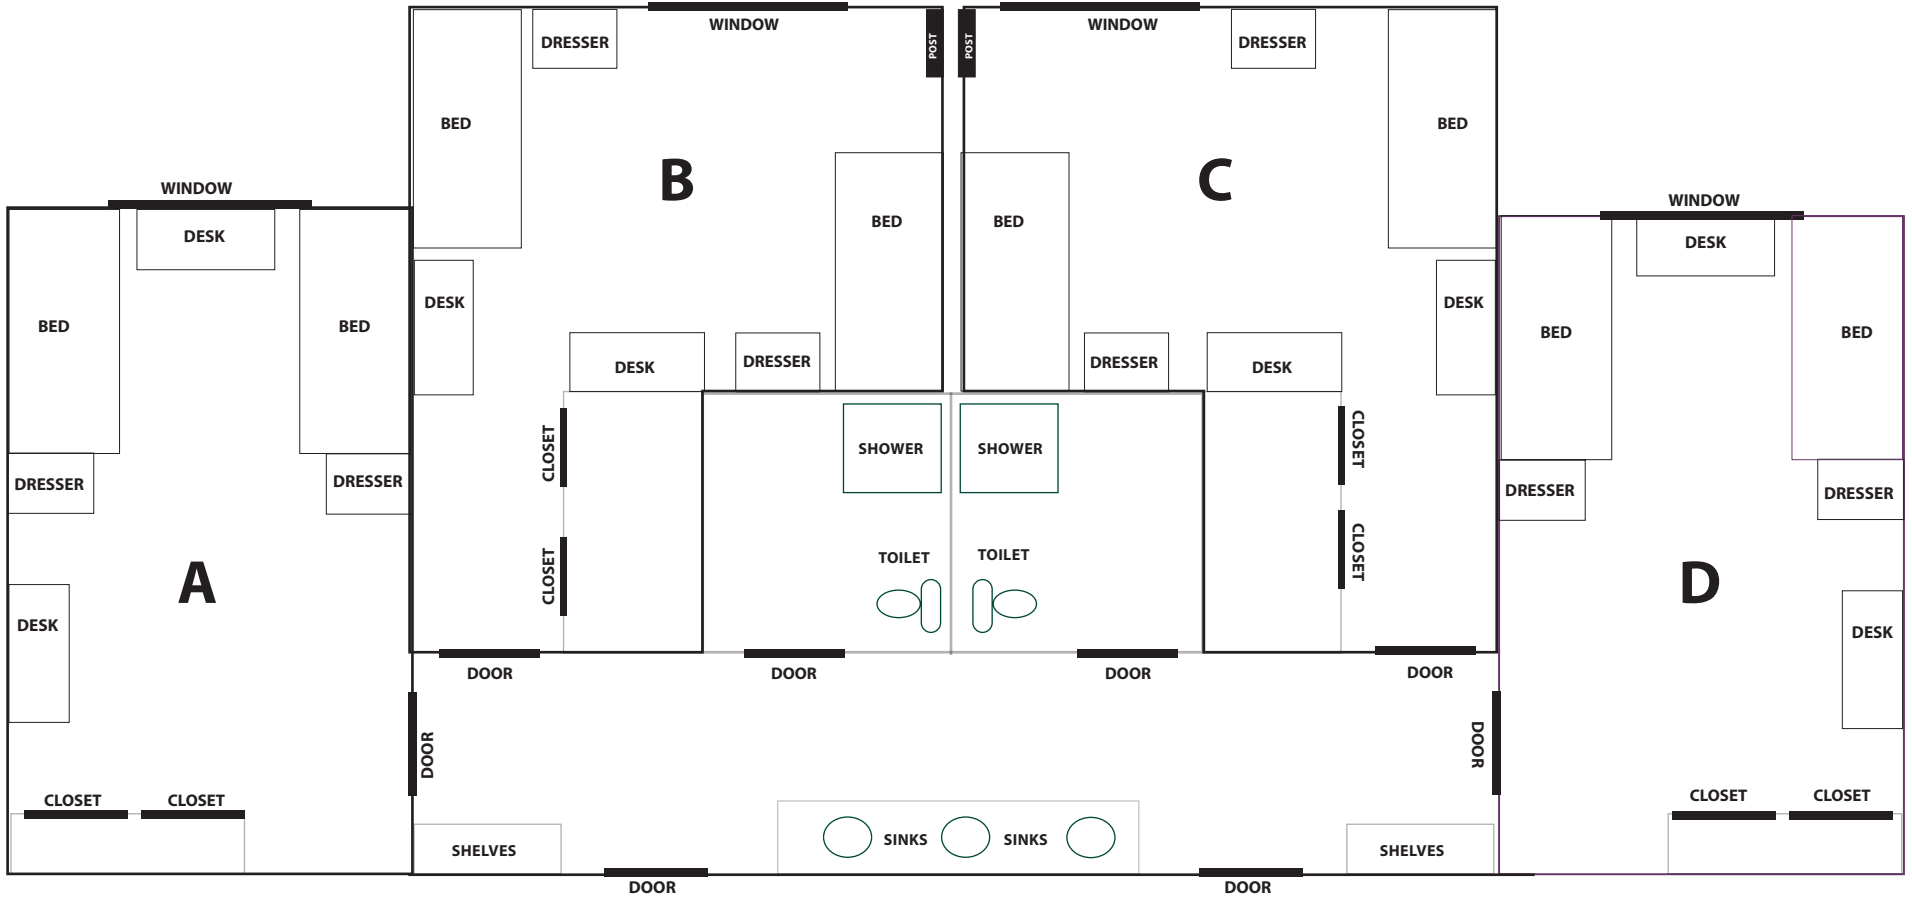 WINDOW
WINDOW
DRESSER
POST
POST
DRESSER
BED
BED
B
C
WINDOW
WINDOW
BED
BED
DESK
DESK
DESK
DESK
BED
BED
BED
BED
DESK
DRESSER
DRESSER
DESK
CLOSET
CLOSET
SHOWER
SHOWER
DRESSER
DRESSER
DRESSER
DRESSER
TOILET
TOILET
CLOSET
CLOSET
A
D
DESK
DESK
DOOR
DOOR
DOOR
DOOR
DOOR
DOOR
CLOSET
CLOSET
CLOSET
CLOSET
SHELVES
SINKS
SINKS
SHELVES
DOOR
DOOR